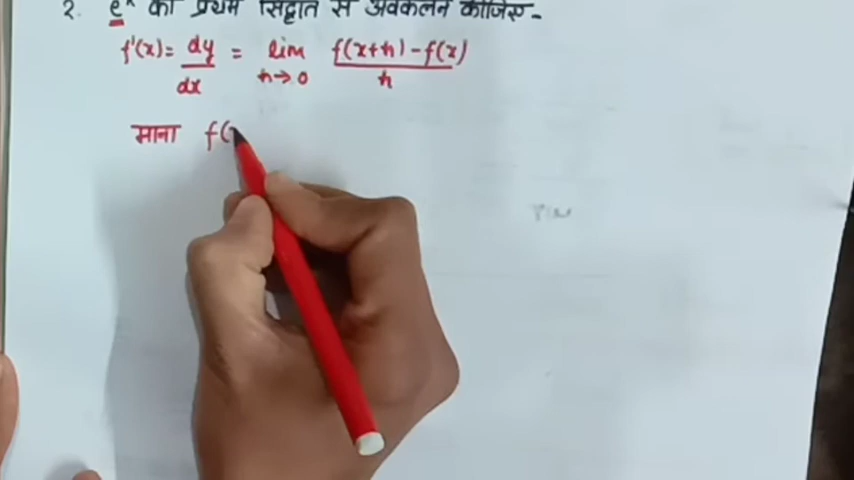 2. eˣ का प्रथम सिद्धांत से अवकलन कीजिए-
f'(x) = dy/dx = lim h→0 f(x+h) - f(x) / h
माना f(